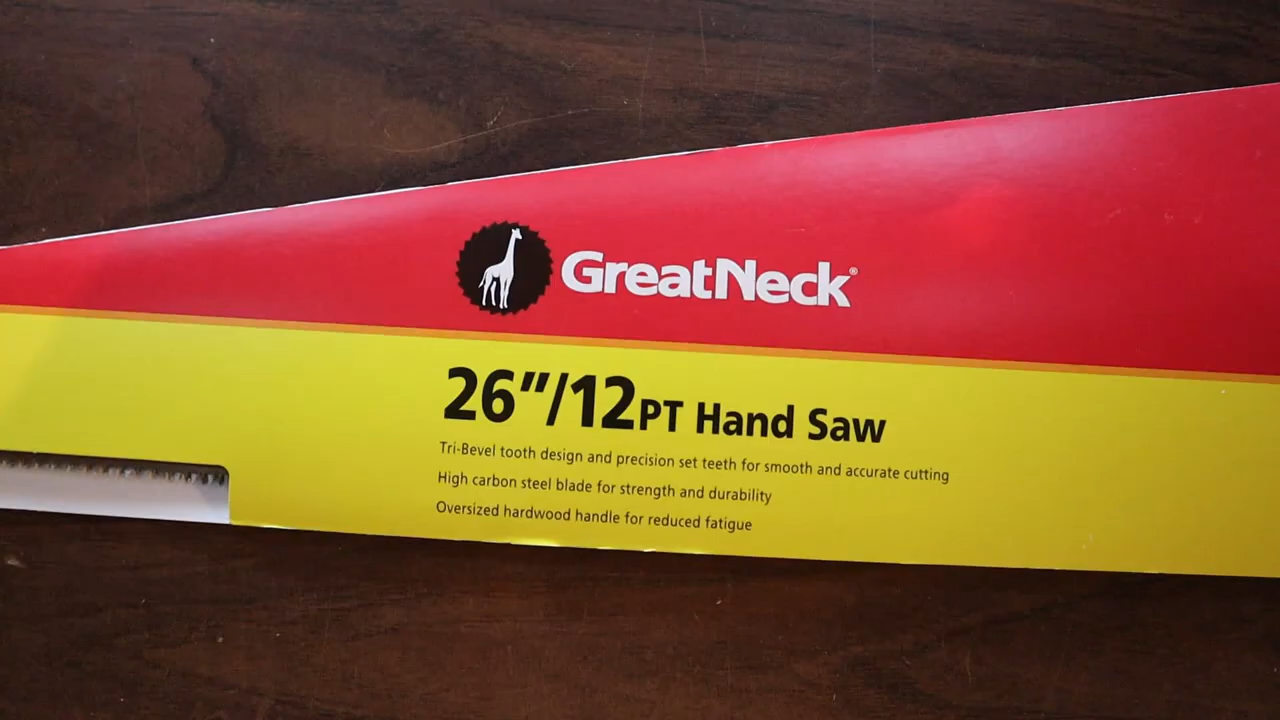 GreatNeck®
26”/12PT Hand Saw
Tri-Bevel tooth design and precision set teeth for smooth and accurate cutting
High carbon steel blade for strength and durability
Oversized hardwood handle for reduced fatigue